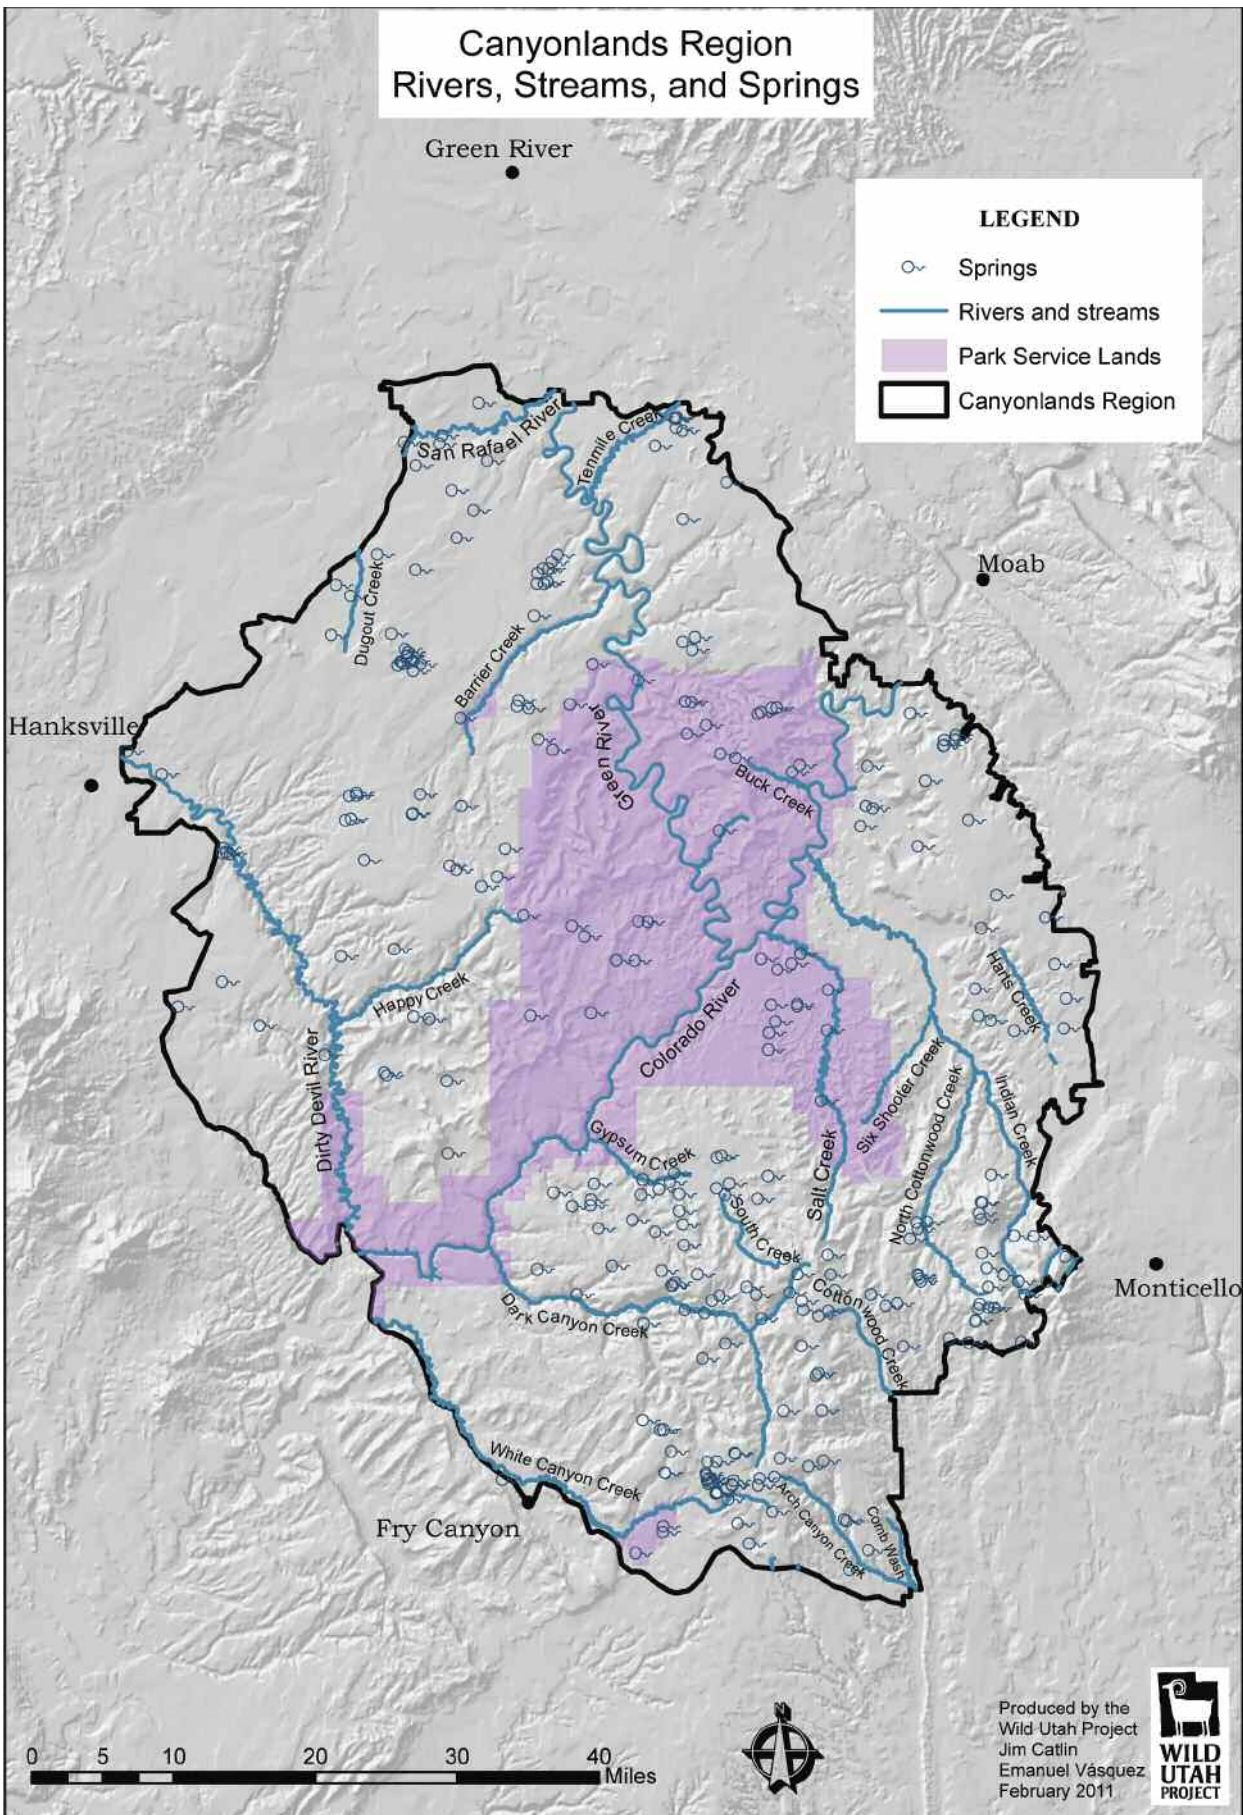 Canyonlands Region
Rivers, Streams, and Springs
Green River
LEGEND
Springs
Rivers and streams
Park Service Lands
Canyonlands Region
San Rafael River
Tenmile Creek
Moab
Dugout Creek
Barrier Creek
Hanksville
Green River
Buck Creek
Happy Creek
Harts Creek
Colorado River
Dirty Devil River
Six Shooter Creek
North Cottonwood Creek
Indian Creek
Gypsum Creek
Salt Creek
South Creek
Monticello
Cottonwood Creek
Dark Canyon Creek
White Canyon Creek
Fry Canyon
Arch Canyon Creek
Comb Wash
N
0 5 10 20 30 40
Miles
Produced by the
Wild Utah Project
Jim Catlin
Emanuel Vásquez
February 2011
WILD
UTAH
PROJECT